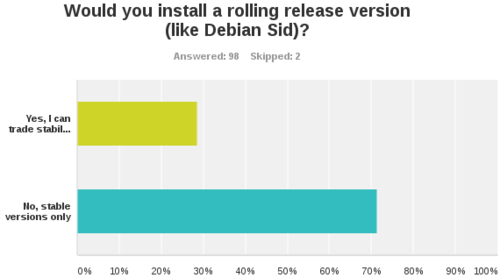 Would you install a rolling release version
(like Debian Sid)?
Answered: 98 Skipped: 2
Yes, I can
trade stabil...
No, stable
versions only
0% 10% 20% 30% 40% 50% 60% 70% 80% 90% 100%